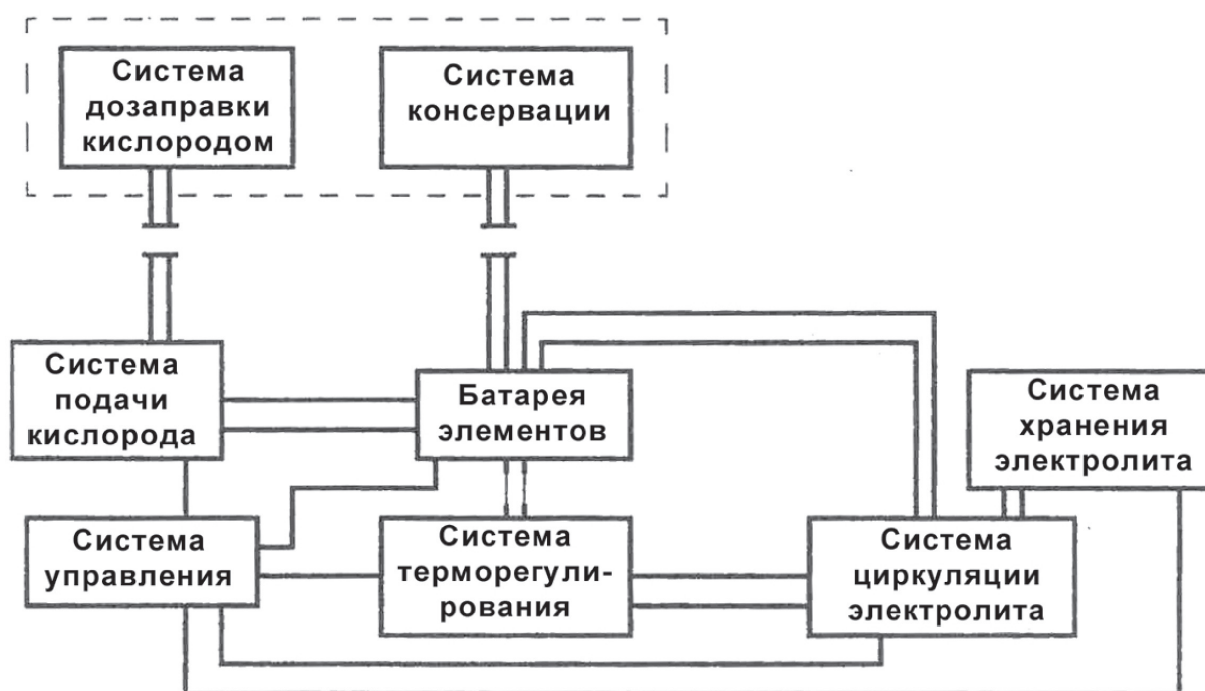 Система
дозаправки
кислородом
Система
консервации
Система
подачи
кислорода
Батарея
элементов
Система
хранения
электролита
Система
управления
Система
терморегули-
рования
Система
циркуляции
электролита